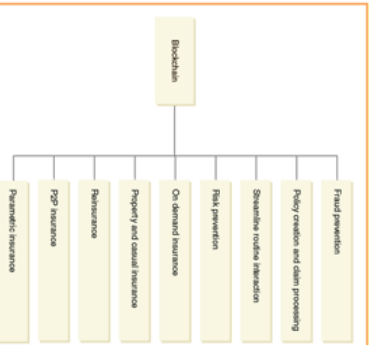 Blockchain
Fraud prevention
Policy creation and claim processing
Streamline routine interaction
Risk prevention
On demand insurance
Property and casual insurance
Reinsurance
P2P insurance
Parametric insurance